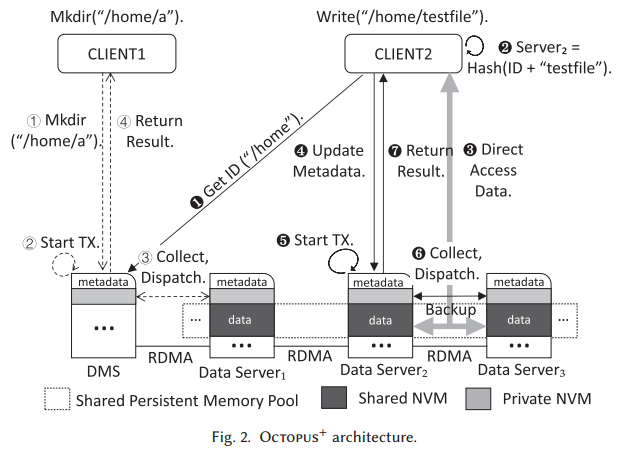 Mkdir("/home/a").
Write("/home/testfile").
CLIENT1
CLIENT2
❷ Server₂ =
Hash(ID + "testfile").
① Mkdir
("/home/a").
④ Return
Result.
❶ Get ID ("/home").
❹ Update
Metadata.
❼ Return
Result.
❸ Direct
Access
Data.
② Start TX.
③ Collect,
Dispatch.
❺ Start TX.
❻ Collect,
Dispatch.
metadata
metadata
metadata
metadata
Backup
...
...
data
data
data
...
...
...
...
RDMA
RDMA
RDMA
DMS
Data Server₁
Data Server₂
Data Server₃
Shared Persistent Memory Pool
Shared NVM
Private NVM
Fig. 2. Octopus⁺ architecture.